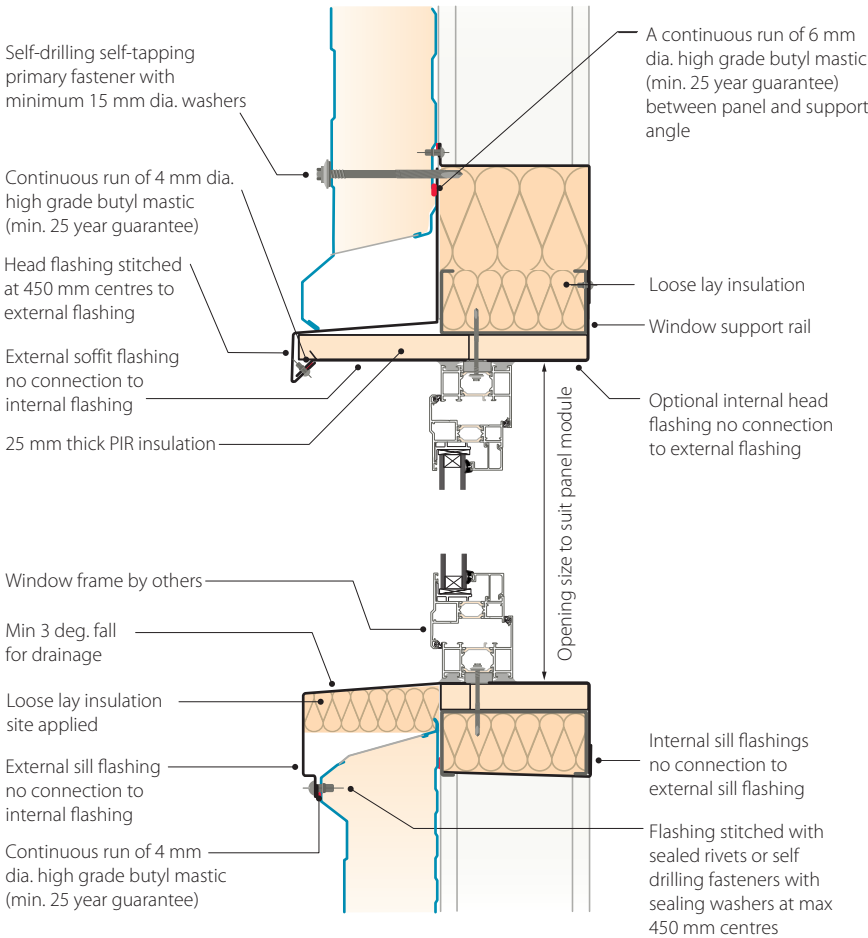 Self-drilling self-tapping
primary fastener with
minimum 15 mm dia. washers
A continuous run of 6 mm
dia. high grade butyl mastic
(min. 25 year guarantee)
between panel and support
angle
Continuous run of 4 mm dia.
high grade butyl mastic
(min. 25 year guarantee)
Head flashing stitched
at 450 mm centres to
external flashing
External soffit flashing
no connection to
internal flashing
25 mm thick PIR insulation
Loose lay insulation
Window support rail
Optional internal head
flashing no connection
to external flashing
Opening size to suit panel module
Window frame by others
Min 3 deg. fall
for drainage
Loose lay insulation
site applied
External sill flashing
no connection to
internal flashing
Continuous run of 4 mm
dia. high grade butyl mastic
(min. 25 year guarantee)
Internal sill flashings
no connection to
external sill flashing
Flashing stitched with
sealed rivets or self
drilling fasteners with
sealing washers at max
450 mm centres